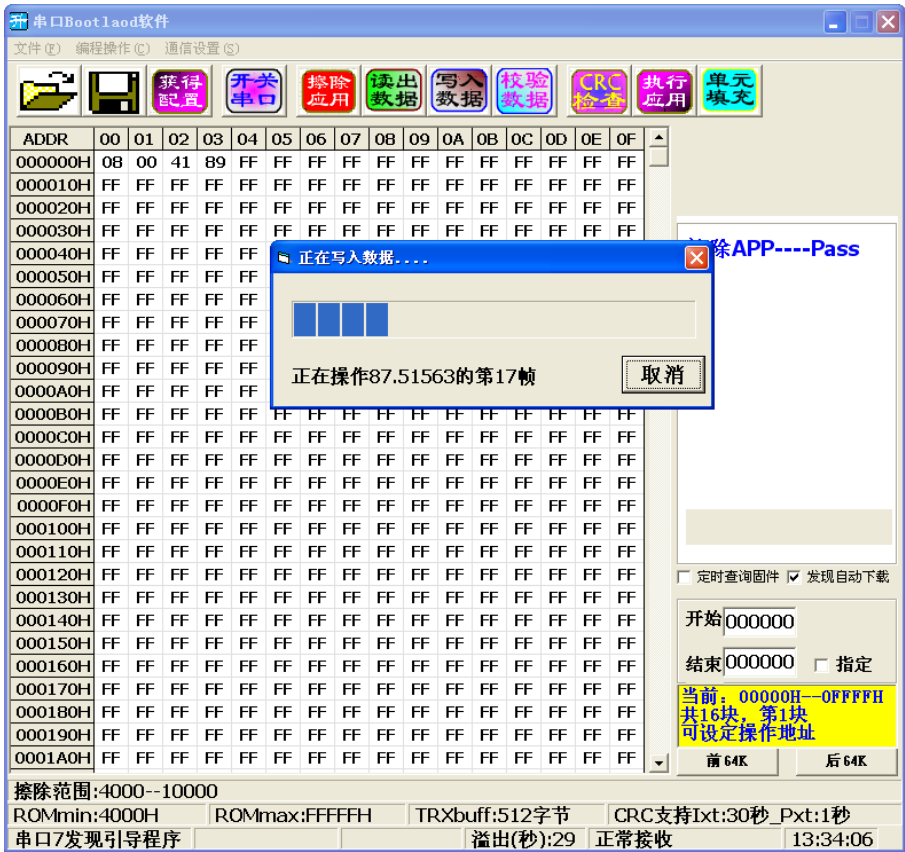 串口Bootlaod软件
文件(F) 编程操作(C) 通信设置(S)
获得配置 开关串口 擦除应用 读出数据 写入数据 校验数据 CRC检查 执行应用 单元填充
ADDR 00 01 02 03 04 05 06 07 08 09 0A 0B 0C 0D 0E 0F
000000H 08 00 41 89 FF FF FF FF FF FF FF FF FF FF FF FF
000010H FF FF FF FF FF FF FF FF FF FF FF FF FF FF FF FF
000020H FF FF FF FF FF FF FF FF FF FF FF FF FF FF FF FF
000030H FF FF FF FF FF FF FF FF FF FF FF FF FF FF FF FF
000040H FF FF FF FF FF
000050H FF FF FF FF FF
000060H FF FF FF FF FF
000070H FF FF FF FF FF
000080H FF FF FF FF FF
000090H FF FF FF FF FF
0000A0H FF FF FF FF FF
0000B0H FF FF FF FF FF FF FF FF FF FF FF FF FF FF FF FF
0000C0H FF FF FF FF FF FF FF FF FF FF FF FF FF FF FF FF
0000D0H FF FF FF FF FF FF FF FF FF FF FF FF FF FF FF FF
0000E0H FF FF FF FF FF FF FF FF FF FF FF FF FF FF FF FF
0000F0H FF FF FF FF FF FF FF FF FF FF FF FF FF FF FF FF
000100H FF FF FF FF FF FF FF FF FF FF FF FF FF FF FF FF
000110H FF FF FF FF FF FF FF FF FF FF FF FF FF FF FF FF
000120H FF FF FF FF FF FF FF FF FF FF FF FF FF FF FF FF
000130H FF FF FF FF FF FF FF FF FF FF FF FF FF FF FF FF
000140H FF FF FF FF FF FF FF FF FF FF FF FF FF FF FF FF
000150H FF FF FF FF FF FF FF FF FF FF FF FF FF FF FF FF
000160H FF FF FF FF FF FF FF FF FF FF FF FF FF FF FF FF
000170H FF FF FF FF FF FF FF FF FF FF FF FF FF FF FF FF
000180H FF FF FF FF FF FF FF FF FF FF FF FF FF FF FF FF
000190H FF FF FF FF FF FF FF FF FF FF FF FF FF FF FF FF
0001A0H FF FF FF FF FF FF FF FF FF FF FF FF FF FF FF FF
正在写入数据....
正在操作87.51563的第17帧
取消
除APP----Pass
定时查询固件 发现自动下载
开始 000000
结束 000000 指定
当前：00000H--0FFFFH
共16块，第1块
可设定操作地址
前64K 后64K
擦除范围:4000--10000
ROMmin:4000H ROMmax:FFFFFH TRXbuff:512字节 CRC支持Ixt:30秒_Pxt:1秒
串口7发现引导程序 溢出(秒):29 正常接收 13:34:06